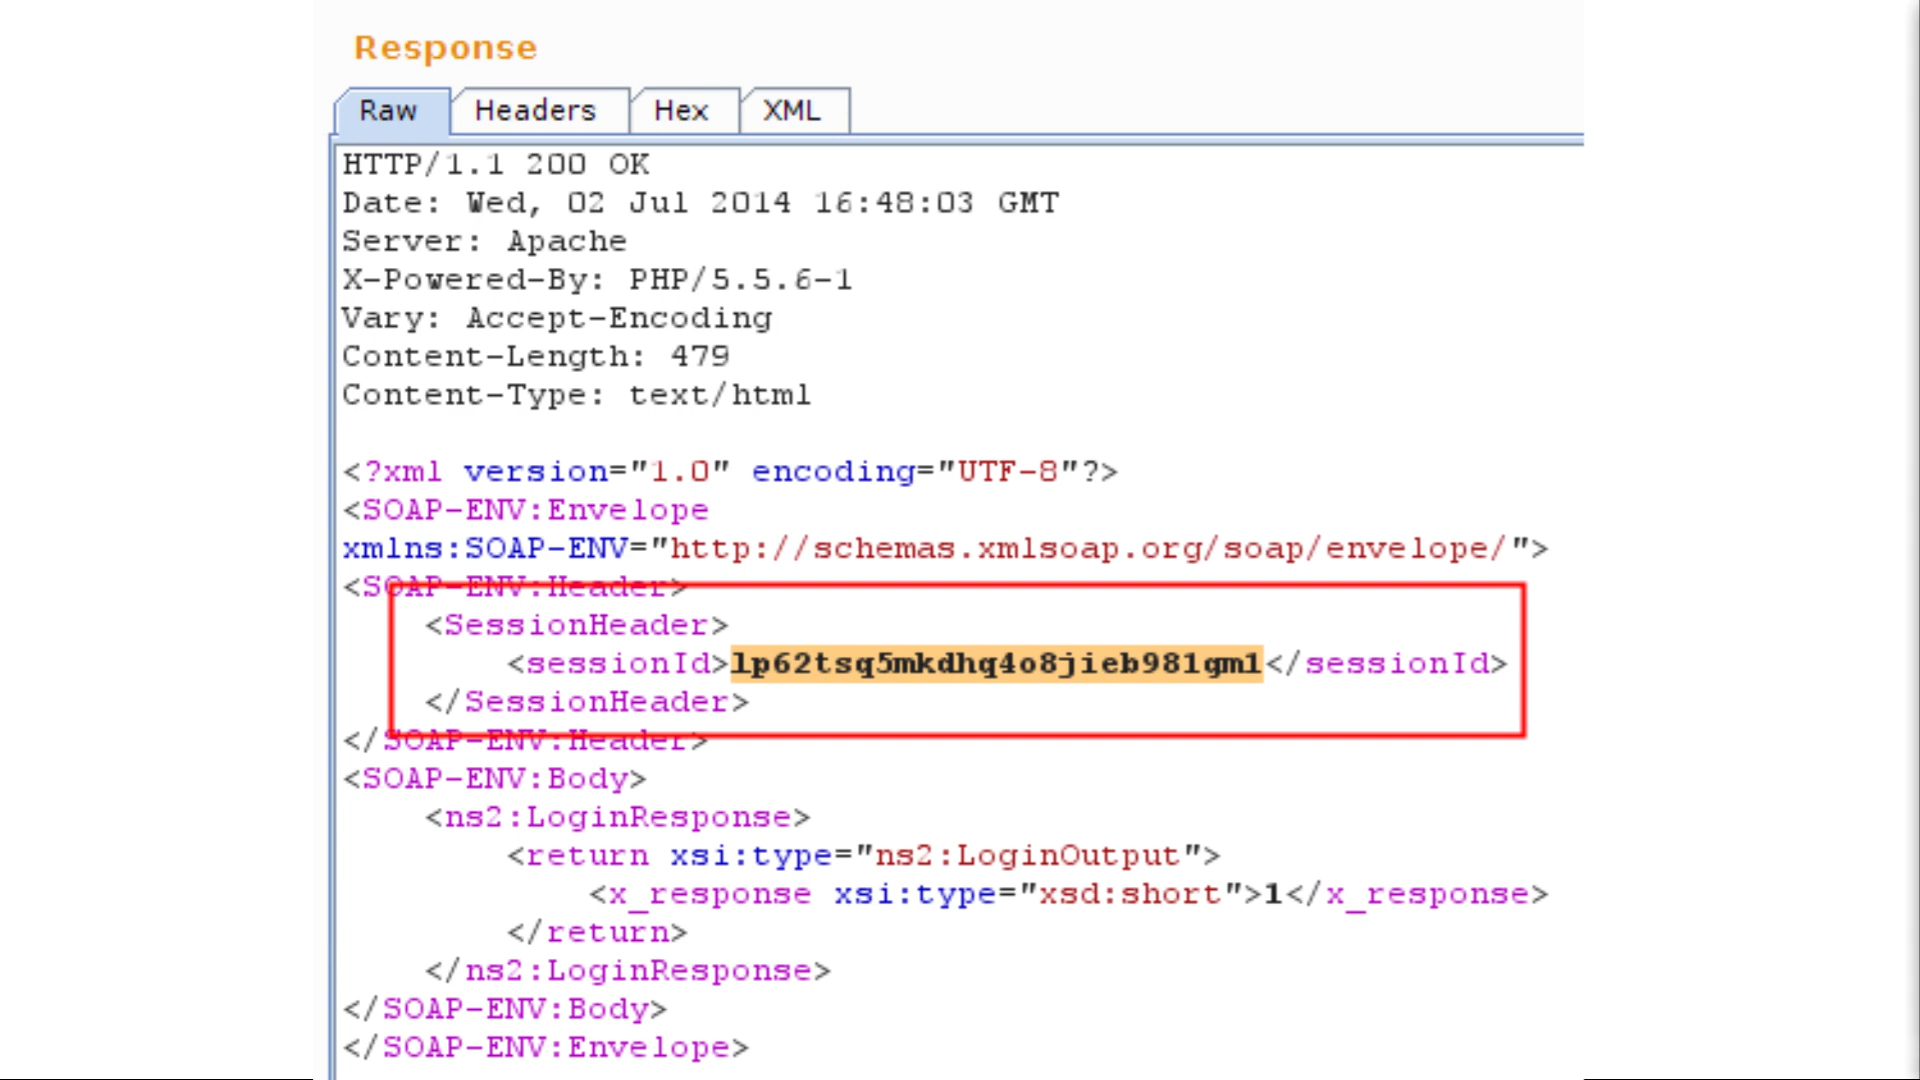 Response
Raw Headers Hex XML
HTTP/1.1 200 OK
Date: Wed, 02 Jul 2014 16:48:03 GMT
Server: Apache
X-Powered-By: PHP/5.5.6-1
Vary: Accept-Encoding
Content-Length: 479
Content-Type: text/html
<?xml version="1.0" encoding="UTF-8"?>
<SOAP-ENV:Envelope
xmlns:SOAP-ENV="http://schemas.xmlsoap.org/soap/envelope/">
<SOAP-ENV:Header>
<SessionHeader>
<sessionId>lp62tsq5mkdhq4o8jieb981gm1</sessionId>
</SessionHeader>
</SOAP-ENV:Header>
<SOAP-ENV:Body>
<ns2:LoginResponse>
<return xsi:type="ns2:LoginOutput">
<x_response xsi:type="xsd:short">1</x_response>
</return>
</ns2:LoginResponse>
</SOAP-ENV:Body>
</SOAP-ENV:Envelope>